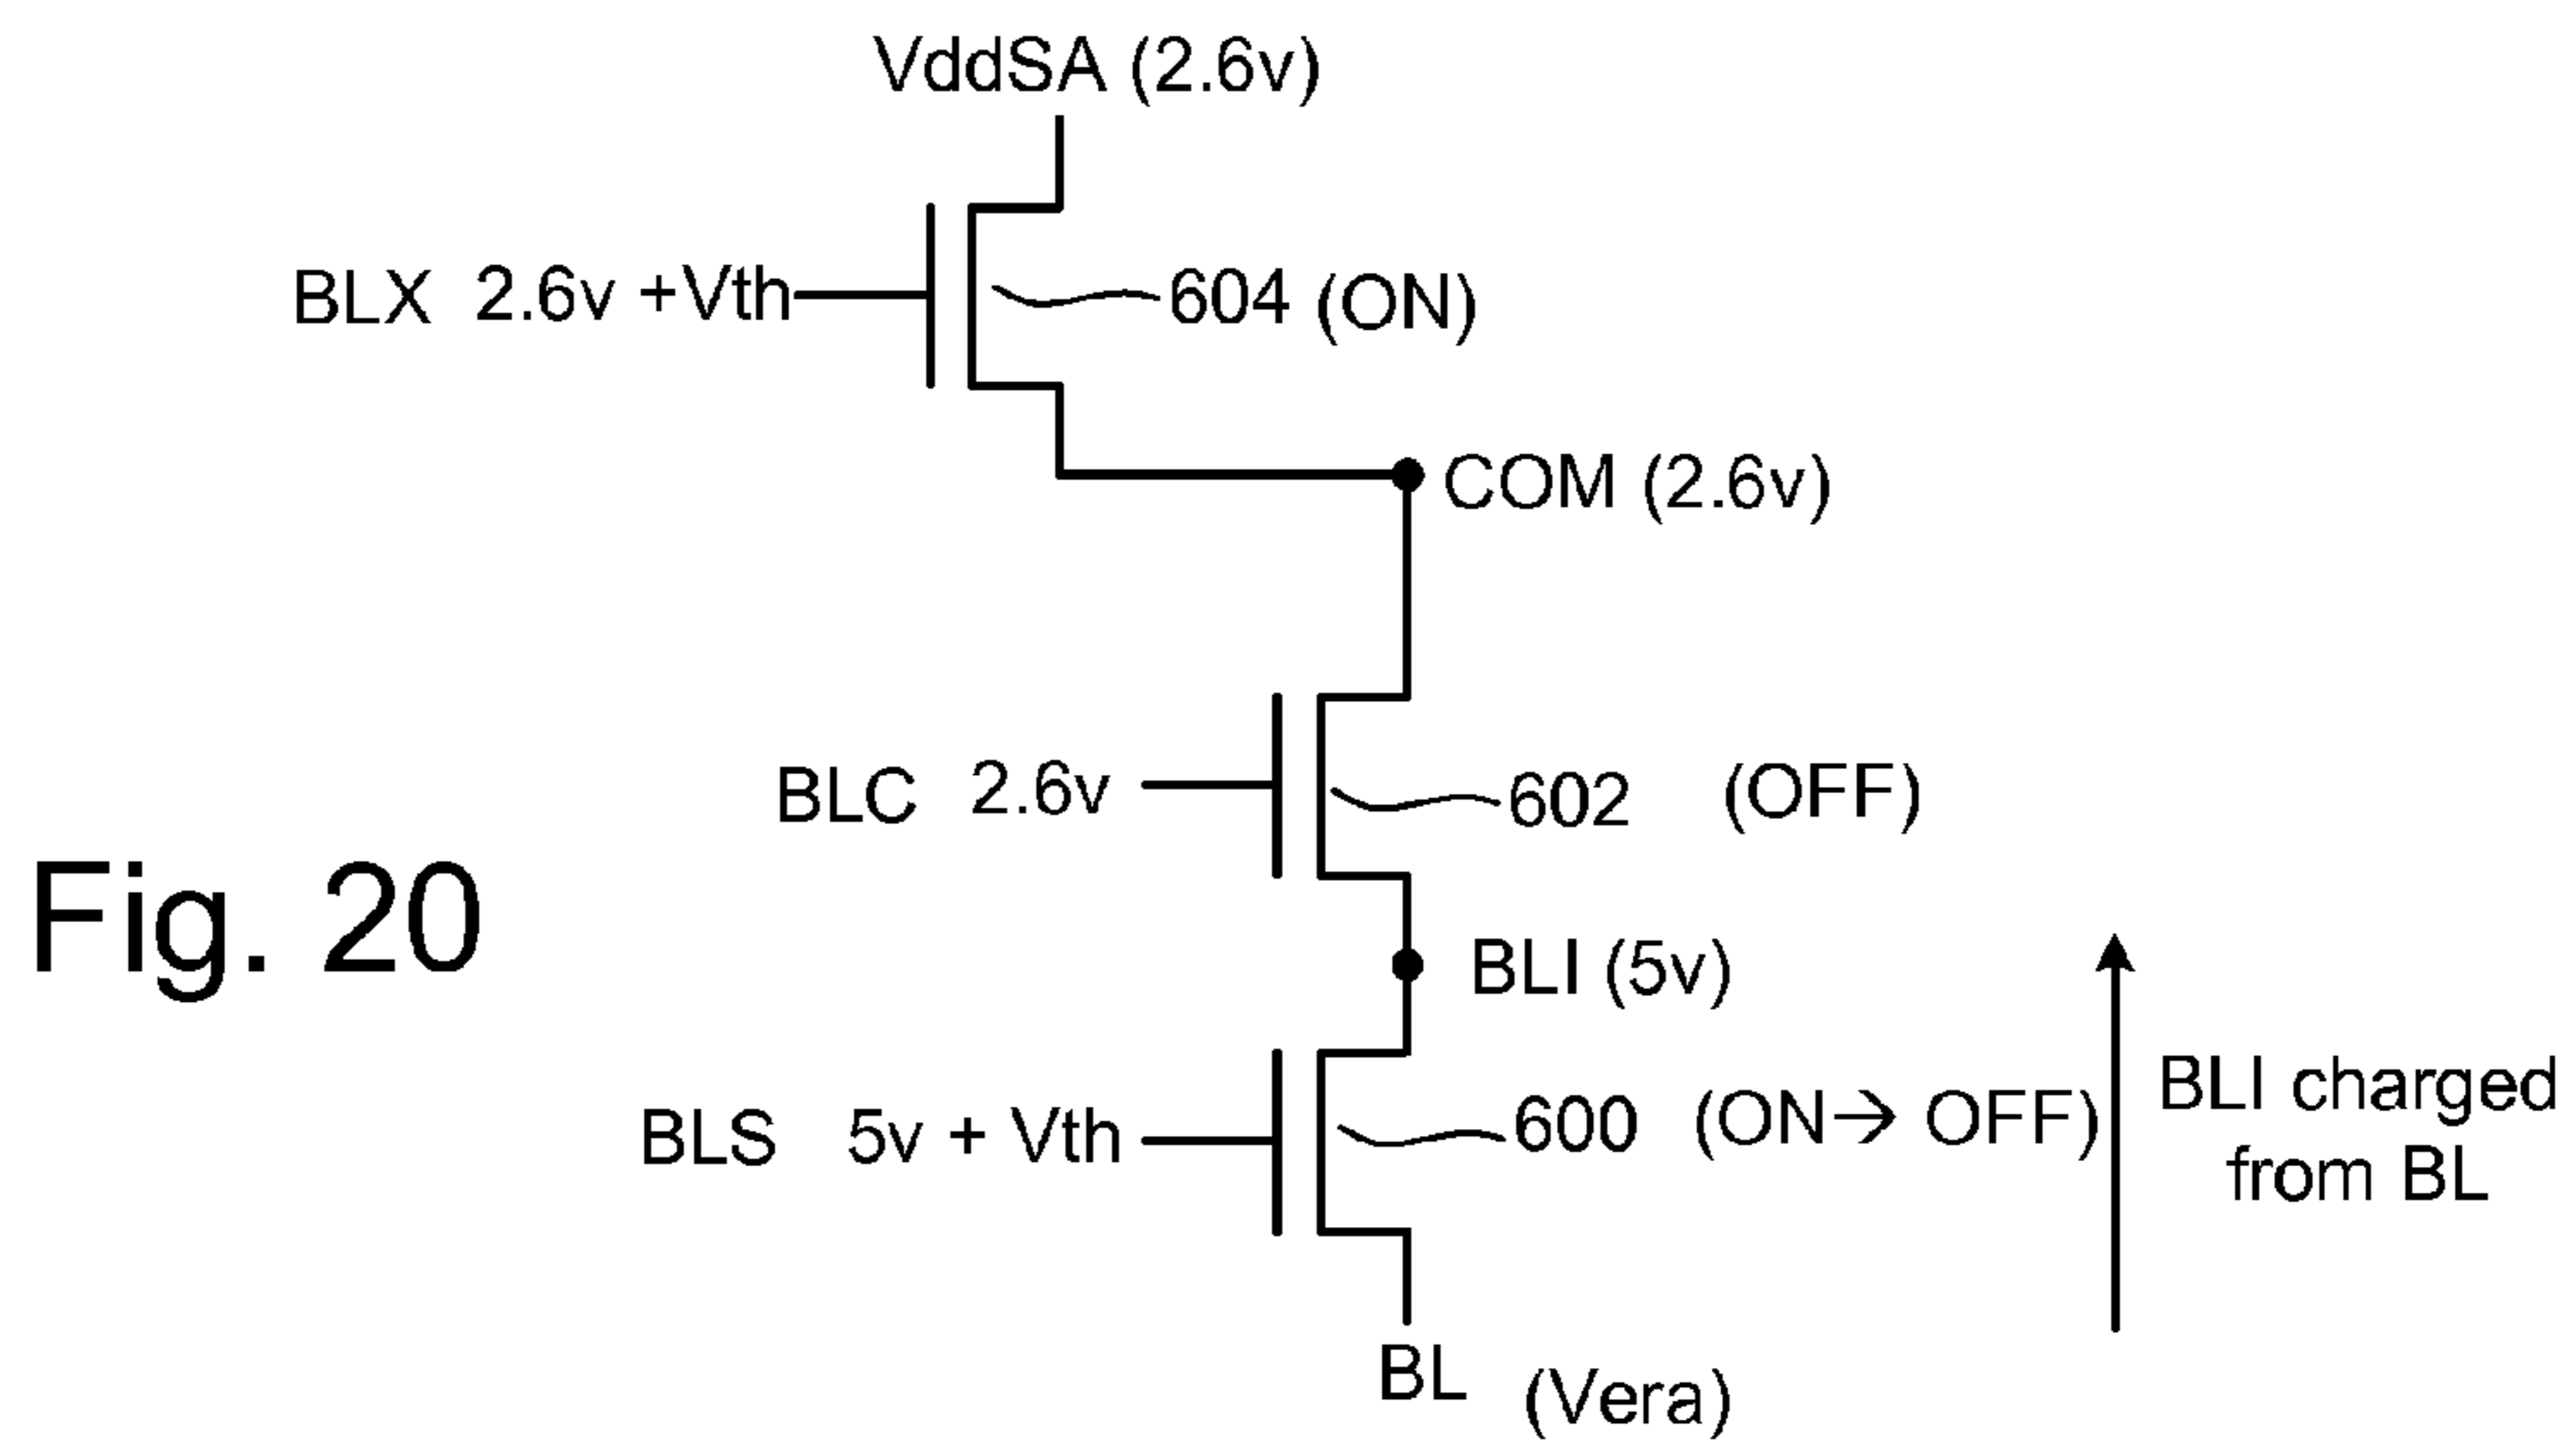 VddSA (2.6v)
BLX 2.6v +Vth
604 (ON)
COM (2.6v)
BLC 2.6v
602 (OFF)
Fig. 20
BLI (5v)
BLS 5v + Vth
600 (ON→ OFF)
BLI charged
from BL
BL (Vera)